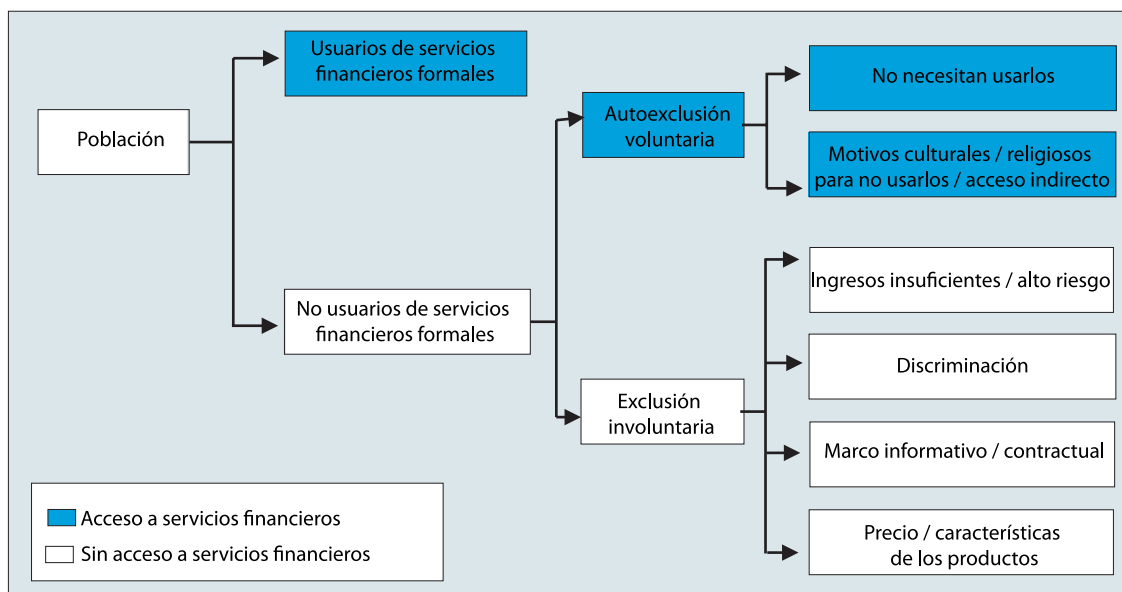 Usuarios de servicios
financieros formales
No necesitan usarlos
Población
Autoexclusión
voluntaria
Motivos culturales / religiosos
para no usarlos / acceso indirecto
No usuarios de servicios
financieros formales
Ingresos insuficientes / alto riesgo
Discriminación
Exclusión
involuntaria
Marco informativo / contractual
Precio / características
de los productos
Acceso a servicios financieros
Sin acceso a servicios financieros